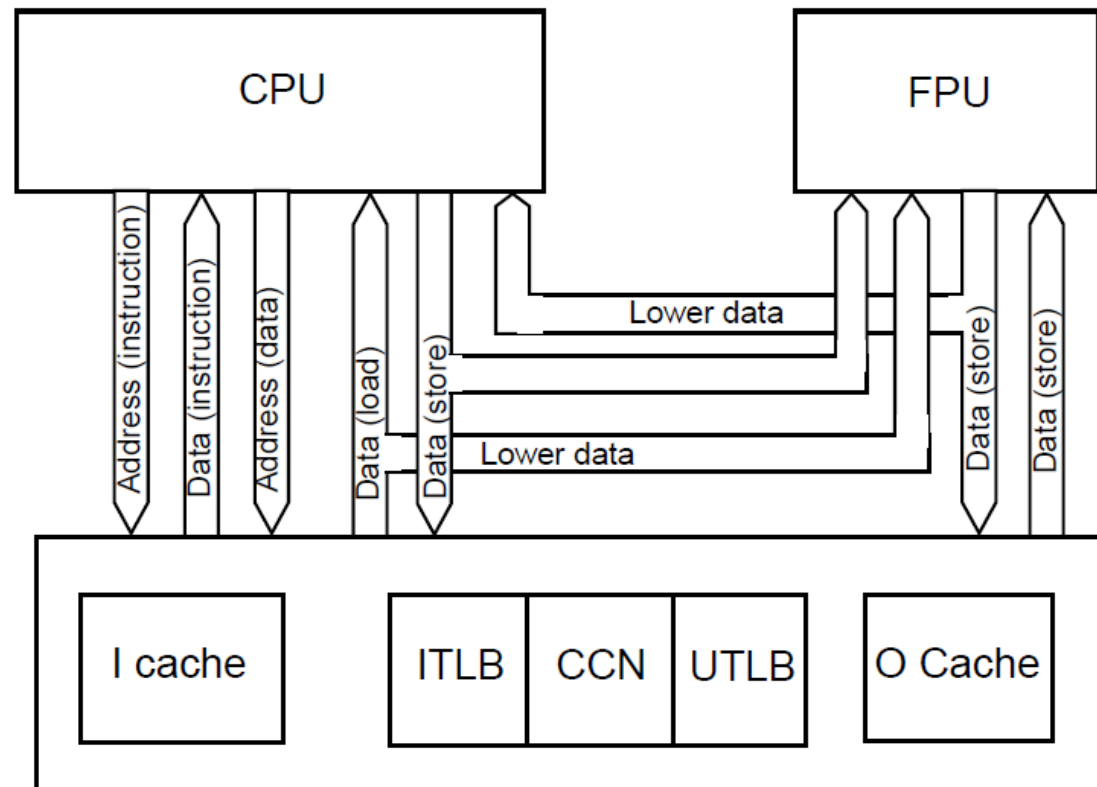 CPU
FPU
Address (instruction)
Data (instruction)
Address (data)
Data (load)
Data (store)
Lower data
Lower data
Data (store)
Data (store)
I cache
ITLB
CCN
UTLB
O Cache